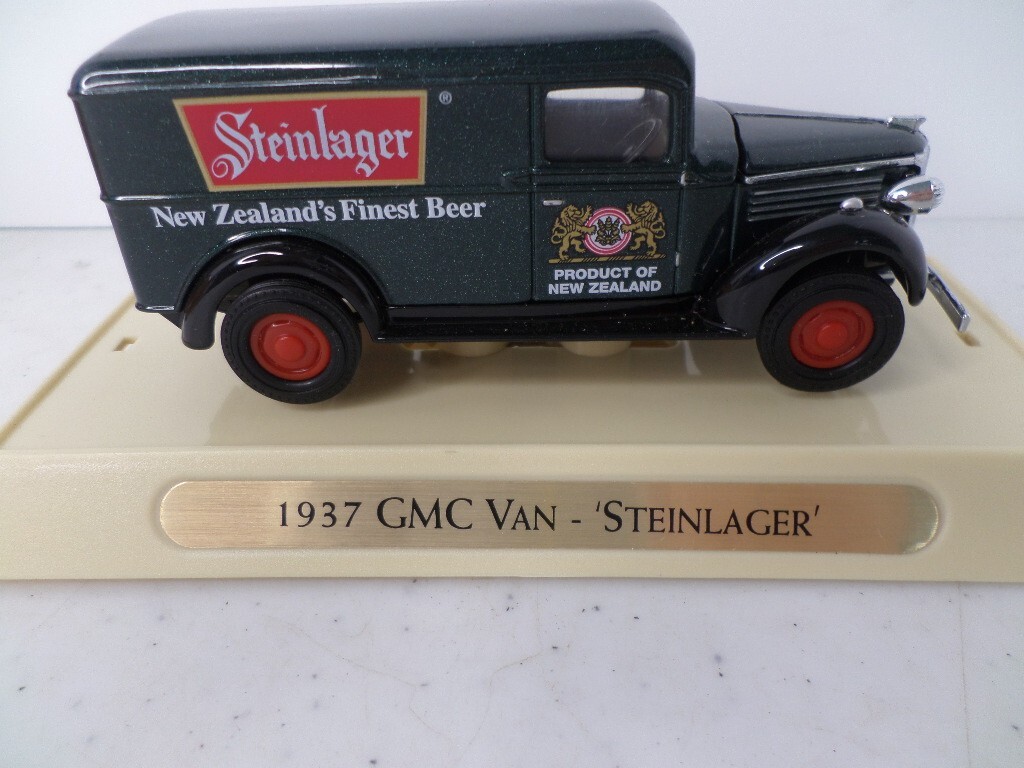 Steinlager ®
New Zealand's Finest Beer
PRODUCT OF
NEW ZEALAND
1937 GMC VAN - 'STEINLAGER'